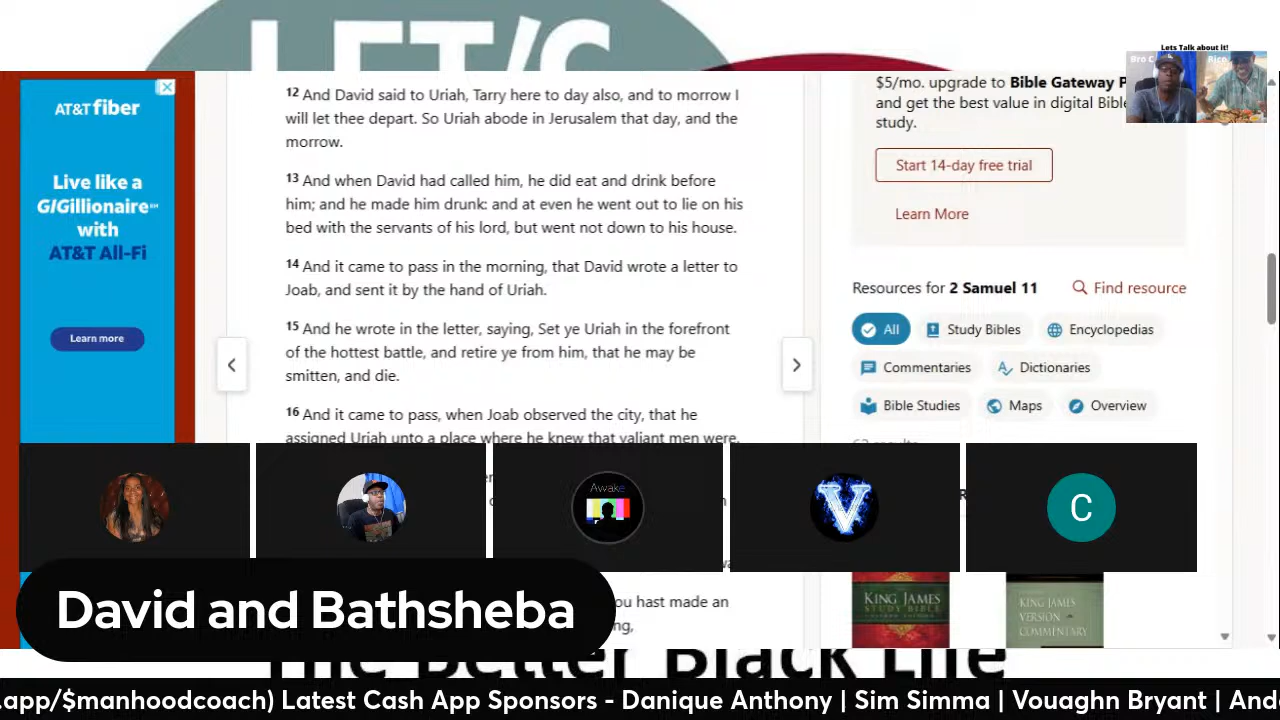 LET'S
Lets Talk about it!
Bro C
Rico
AT&T fiber
Live like a
GIGillionaire℠
with
AT&T All-Fi
Learn more
12 And David said to Uriah, Tarry here to day also, and to morrow I
will let thee depart. So Uriah abode in Jerusalem that day, and the
morrow.
13 And when David had called him, he did eat and drink before
him; and he made him drunk: and at even he went out to lie on his
bed with the servants of his lord, but went not down to his house.
14 And it came to pass in the morning, that David wrote a letter to
Joab, and sent it by the hand of Uriah.
15 And he wrote in the letter, saying, Set ye Uriah in the forefront
of the hottest battle, and retire ye from him, that he may be
smitten, and die.
16 And it came to pass, when Joab observed the city, that he
assigned Uriah unto a place where he knew that valiant men were.
ou hast made an
$5/mo. upgrade to Bible Gateway P
and get the best value in digital Bible
study.
Start 14-day free trial
Learn More
Resources for 2 Samuel 11
Find resource
All
Study Bibles
Encyclopedias
Commentaries
Dictionaries
Bible Studies
Maps
Overview
Awake
V
C
KING JAMES
STUDY BIBLE
KING JAMES
VERSION
COMMENTARY
David and Bathsheba
The Better Black Life
.app/$manhoodcoach) Latest Cash App Sponsors - Danique Anthony | Sim Simma | Vouaghn Bryant | And